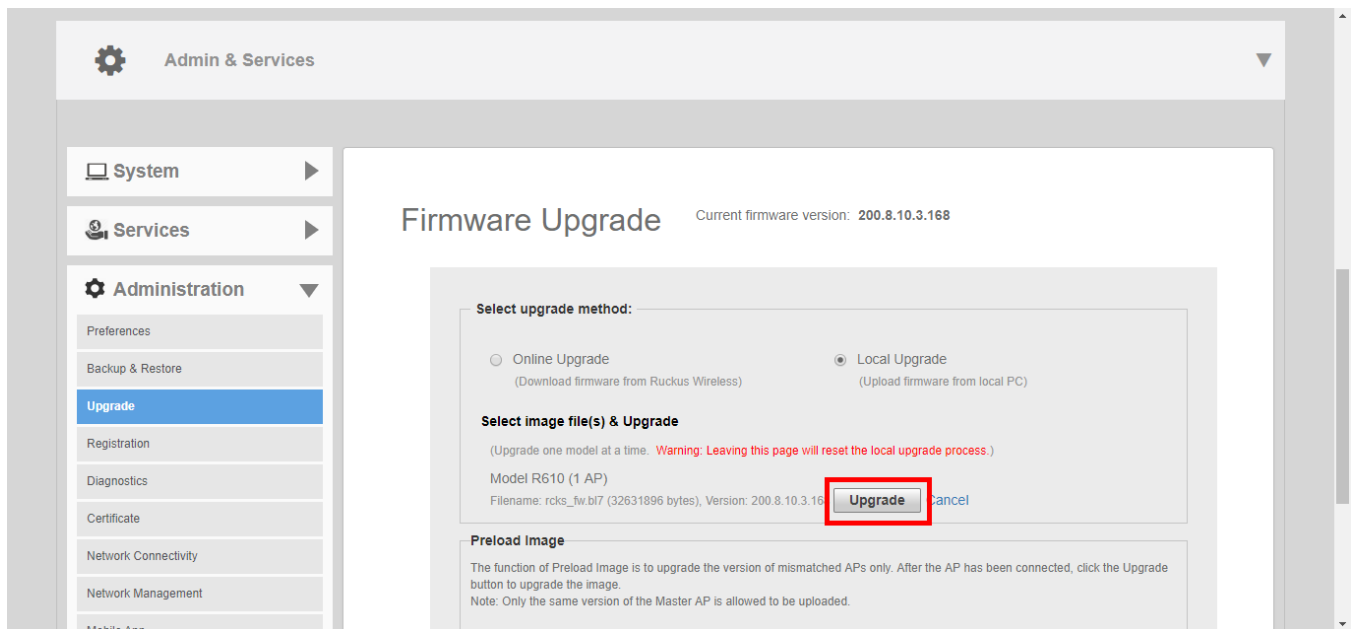 Admin & Services
System
Services
Administration
Preferences
Backup & Restore
Upgrade
Registration
Diagnostics
Certificate
Network Connectivity
Network Management
Firmware Upgrade
Current firmware version: 200.8.10.3.168
Select upgrade method:
Online Upgrade
(Download firmware from Ruckus Wireless)
Local Upgrade
(Upload firmware from local PC)
Select image file(s) & Upgrade
(Upgrade one model at a time. Warning: Leaving this page will reset the local upgrade process.)
Model R610 (1 AP)
Filename: rcks_fw.bl7 (32631896 bytes), Version: 200.8.10.3.16
Upgrade
Cancel
Preload Image
The function of Preload Image is to upgrade the version of mismatched APs only. After the AP has been connected, click the Upgrade
button to upgrade the image.
Note: Only the same version of the Master AP is allowed to be uploaded.